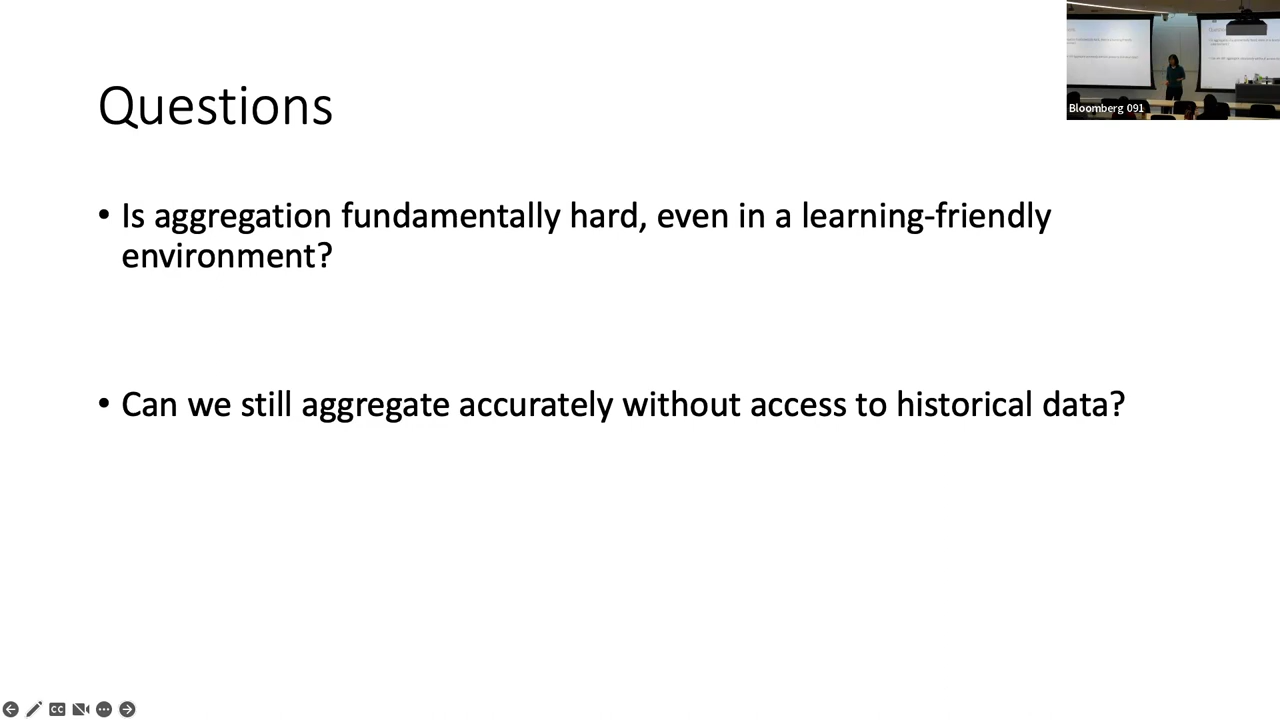 Questions
• Is aggregation fundamentally hard, even in a learning-friendly
environment?
• Can we still aggregate accurately without access to historical data?
Bloomberg 091
CC